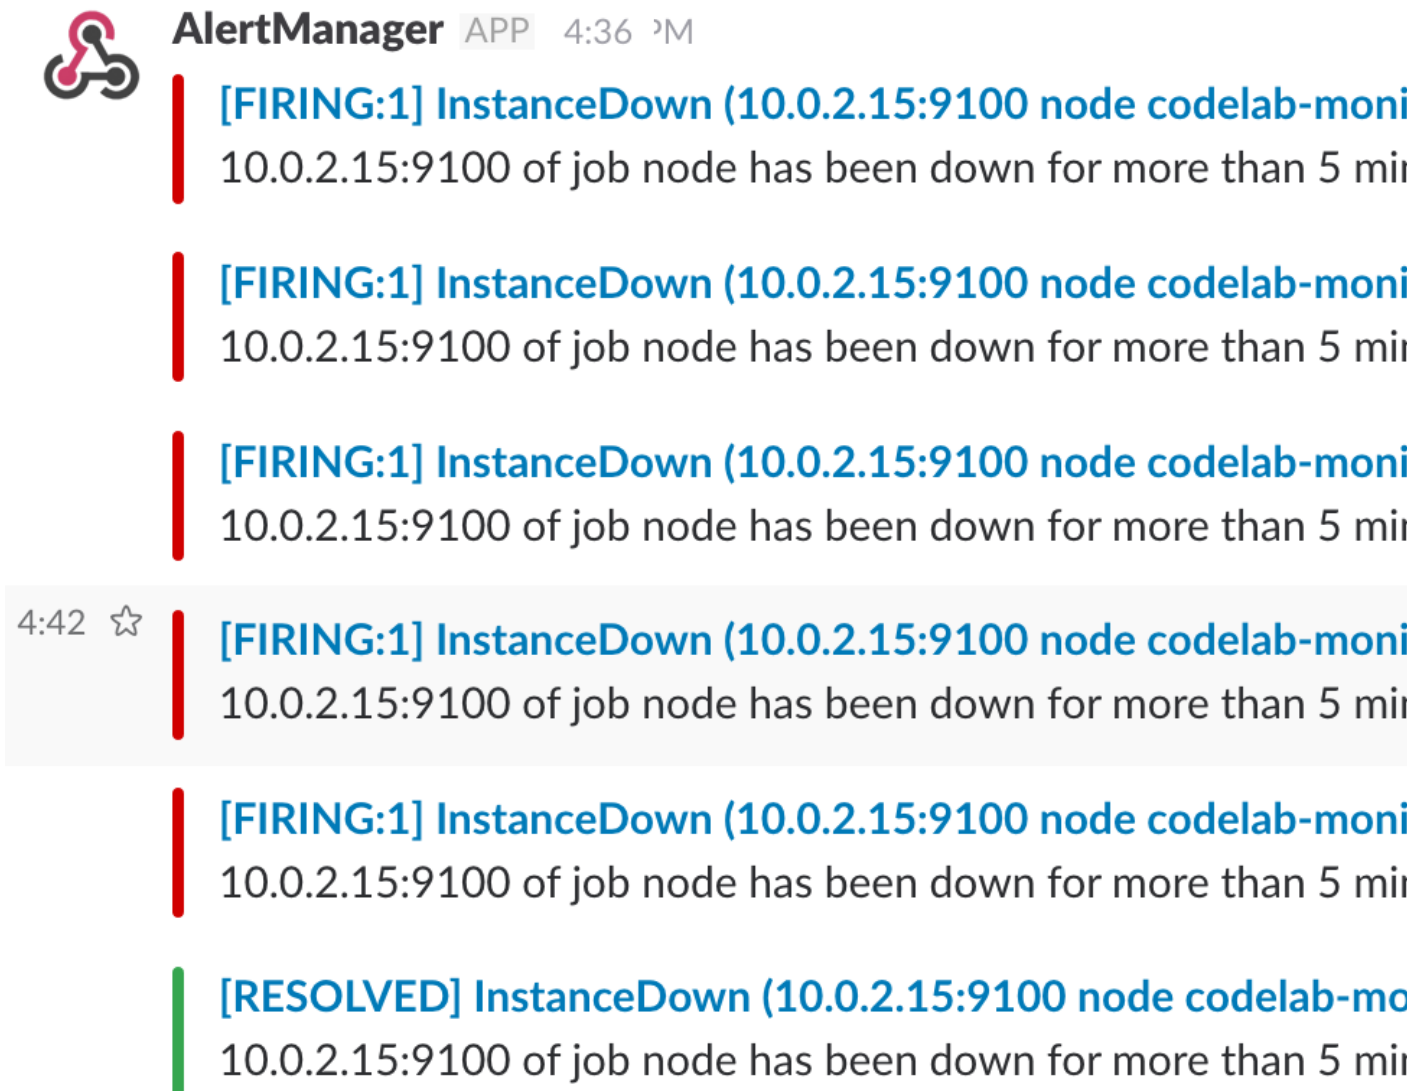 AlertManager APP 4:36 PM
[FIRING:1] InstanceDown (10.0.2.15:9100 node codelab-moni
10.0.2.15:9100 of job node has been down for more than 5 min
[FIRING:1] InstanceDown (10.0.2.15:9100 node codelab-moni
10.0.2.15:9100 of job node has been down for more than 5 min
[FIRING:1] InstanceDown (10.0.2.15:9100 node codelab-moni
10.0.2.15:9100 of job node has been down for more than 5 min
4:42
[FIRING:1] InstanceDown (10.0.2.15:9100 node codelab-moni
10.0.2.15:9100 of job node has been down for more than 5 min
[FIRING:1] InstanceDown (10.0.2.15:9100 node codelab-moni
10.0.2.15:9100 of job node has been down for more than 5 min
[RESOLVED] InstanceDown (10.0.2.15:9100 node codelab-mo
10.0.2.15:9100 of job node has been down for more than 5 min